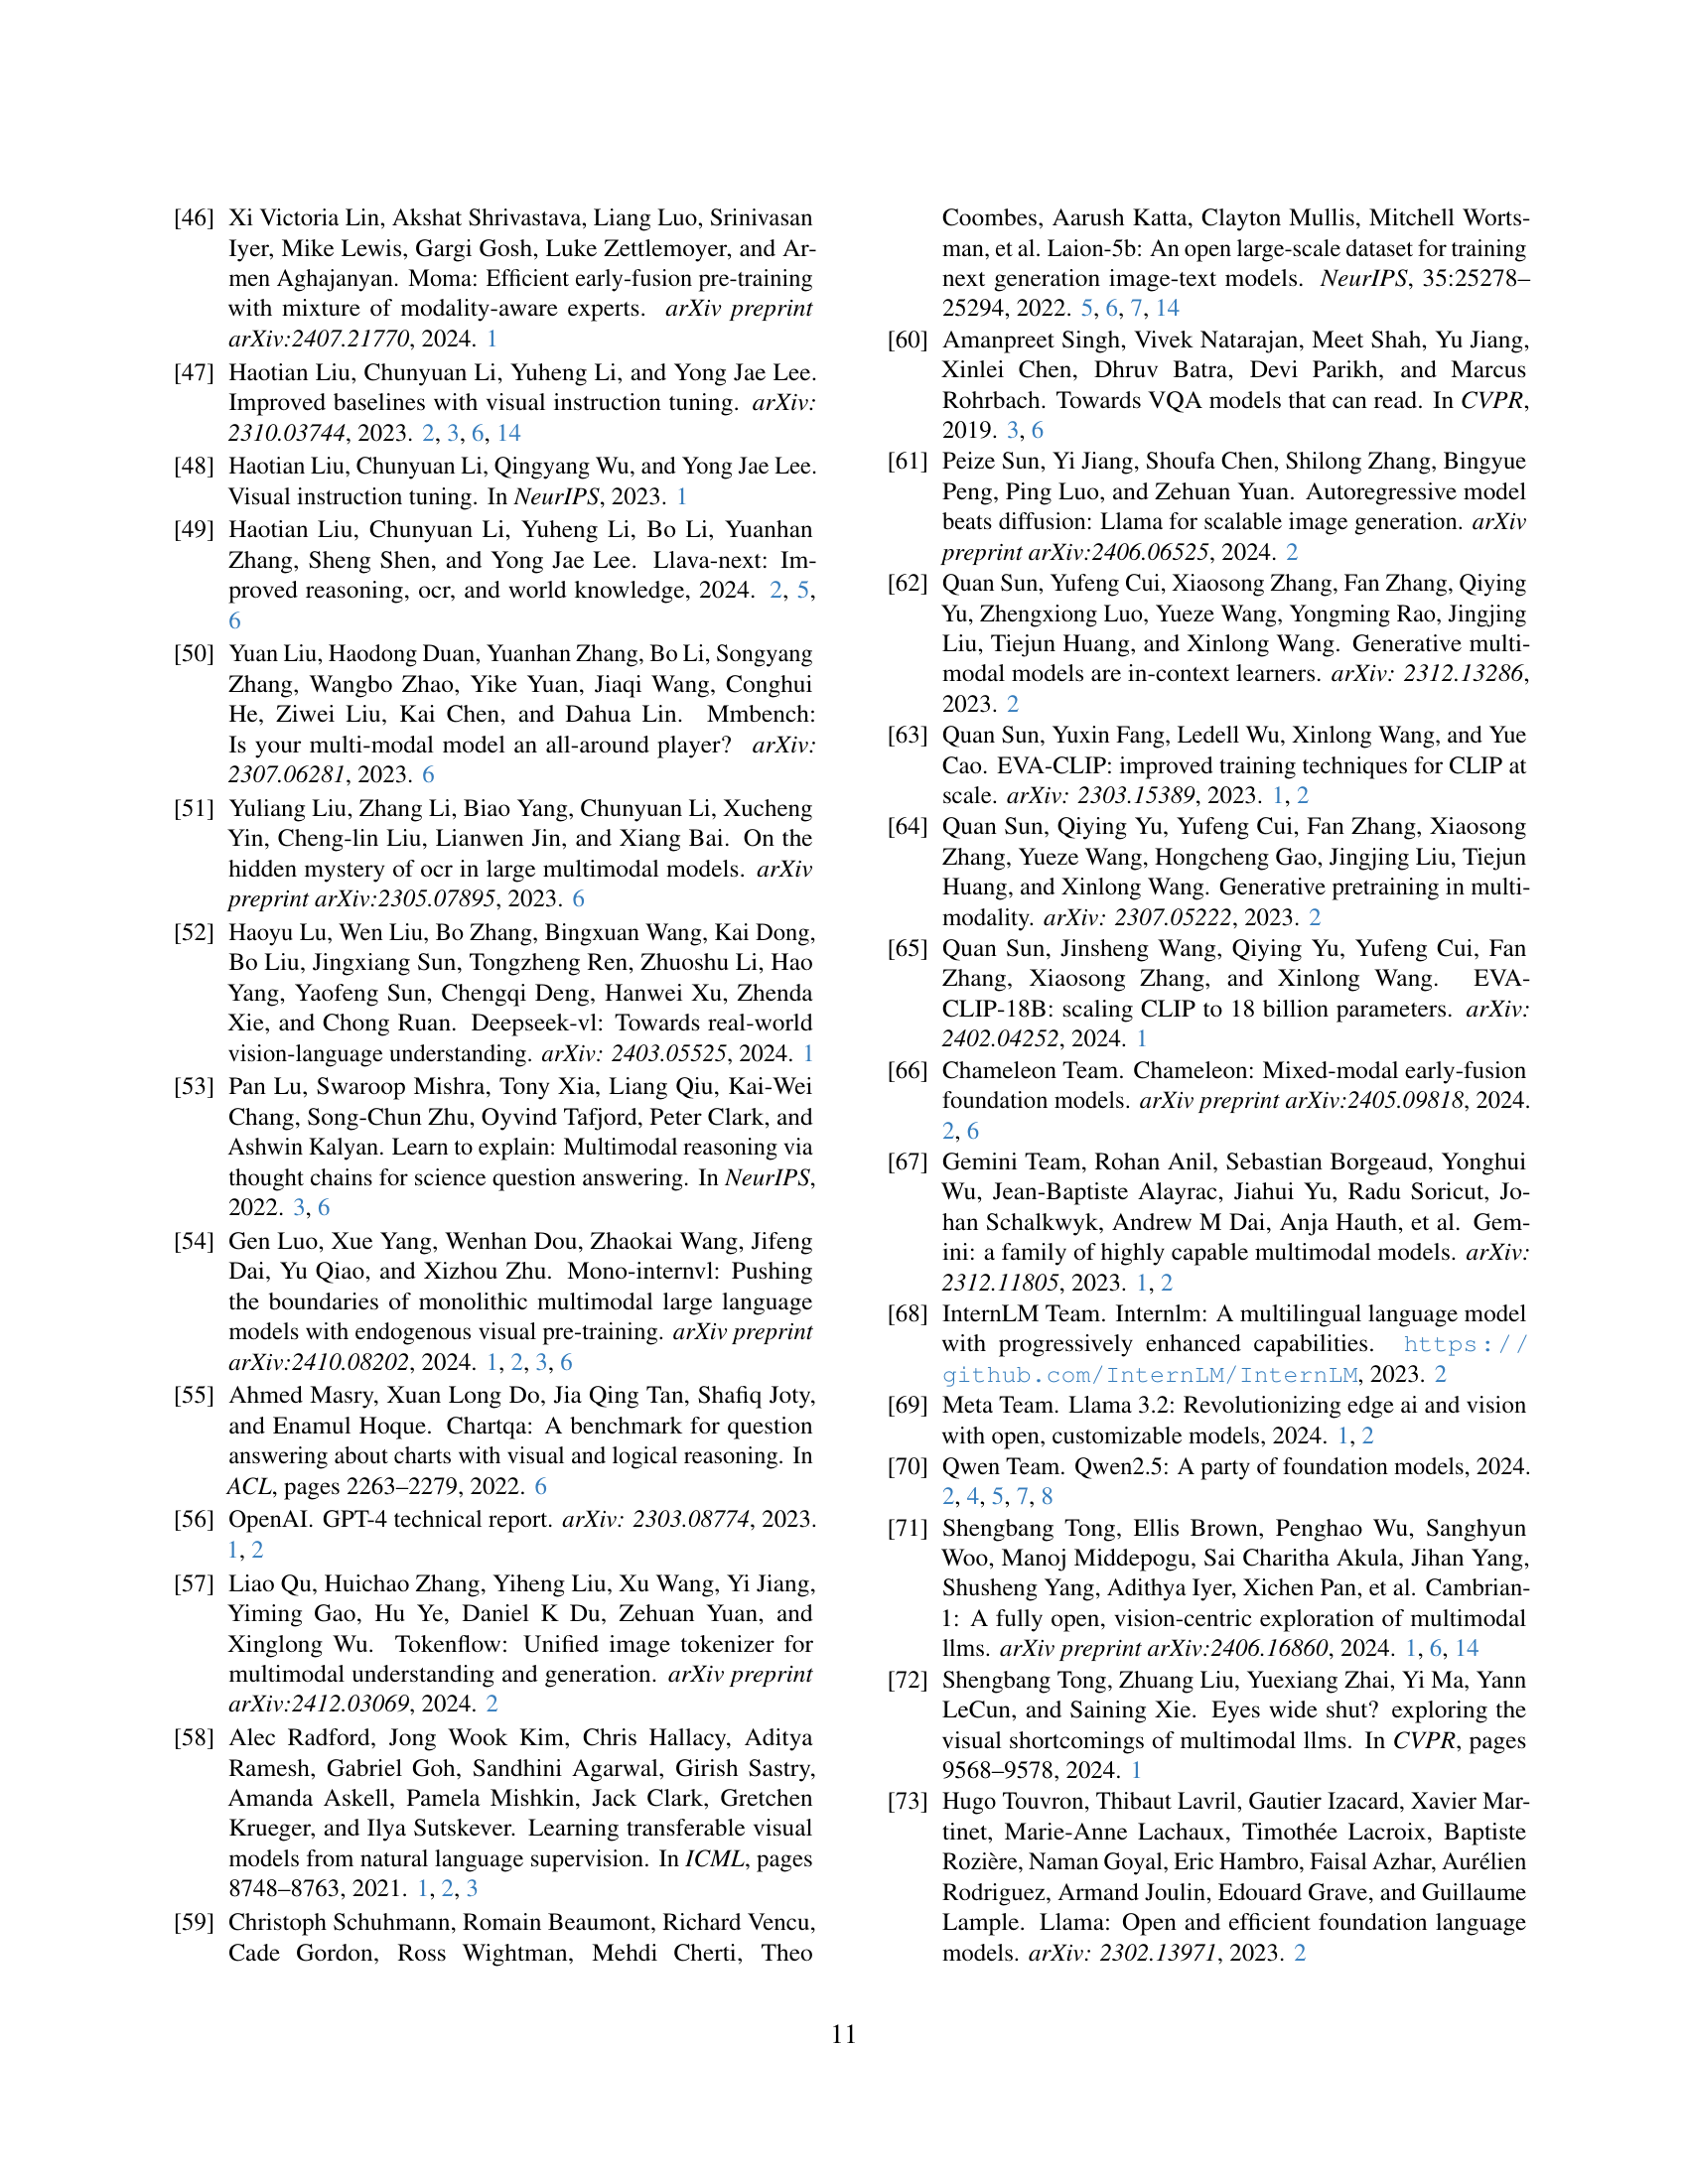 [46] Xi Victoria Lin, Akshat Shrivastava, Liang Luo, Srinivasan
Iyer, Mike Lewis, Gargi Gosh, Luke Zettlemoyer, and Ar-
men Aghajanyan. Moma: Efficient early-fusion pre-training
with mixture of modality-aware experts. arXiv preprint
arXiv:2407.21770, 2024. 1
[47] Haotian Liu, Chunyuan Li, Yuheng Li, and Yong Jae Lee.
Improved baselines with visual instruction tuning. arXiv:
2310.03744, 2023. 2, 3, 6, 14
[48] Haotian Liu, Chunyuan Li, Qingyang Wu, and Yong Jae Lee.
Visual instruction tuning. In NeurIPS, 2023. 1
[49] Haotian Liu, Chunyuan Li, Yuheng Li, Bo Li, Yuanhan
Zhang, Sheng Shen, and Yong Jae Lee. Llava-next: Im-
proved reasoning, ocr, and world knowledge, 2024. 2, 5,
6
[50] Yuan Liu, Haodong Duan, Yuanhan Zhang, Bo Li, Songyang
Zhang, Wangbo Zhao, Yike Yuan, Jiaqi Wang, Conghui
He, Ziwei Liu, Kai Chen, and Dahua Lin. Mmbench:
Is your multi-modal model an all-around player? arXiv:
2307.06281, 2023. 6
[51] Yuliang Liu, Zhang Li, Biao Yang, Chunyuan Li, Xucheng
Yin, Cheng-lin Liu, Lianwen Jin, and Xiang Bai. On the
hidden mystery of ocr in large multimodal models. arXiv
preprint arXiv:2305.07895, 2023. 6
[52] Haoyu Lu, Wen Liu, Bo Zhang, Bingxuan Wang, Kai Dong,
Bo Liu, Jingxiang Sun, Tongzheng Ren, Zhuoshu Li, Hao
Yang, Yaofeng Sun, Chengqi Deng, Hanwei Xu, Zhenda
Xie, and Chong Ruan. Deepseek-vl: Towards real-world
vision-language understanding. arXiv: 2403.05525, 2024. 1
[53] Pan Lu, Swaroop Mishra, Tony Xia, Liang Qiu, Kai-Wei
Chang, Song-Chun Zhu, Oyvind Tafjord, Peter Clark, and
Ashwin Kalyan. Learn to explain: Multimodal reasoning via
thought chains for science question answering. In NeurIPS,
2022. 3, 6
[54] Gen Luo, Xue Yang, Wenhan Dou, Zhaokai Wang, Jifeng
Dai, Yu Qiao, and Xizhou Zhu. Mono-internvl: Pushing
the boundaries of monolithic multimodal large language
models with endogenous visual pre-training. arXiv preprint
arXiv:2410.08202, 2024. 1, 2, 3, 6
[55] Ahmed Masry, Xuan Long Do, Jia Qing Tan, Shafiq Joty,
and Enamul Hoque. Chartqa: A benchmark for question
answering about charts with visual and logical reasoning. In
ACL, pages 2263–2279, 2022. 6
[56] OpenAI. GPT-4 technical report. arXiv: 2303.08774, 2023.
1, 2
[57] Liao Qu, Huichao Zhang, Yiheng Liu, Xu Wang, Yi Jiang,
Yiming Gao, Hu Ye, Daniel K Du, Zehuan Yuan, and
Xinglong Wu. Tokenflow: Unified image tokenizer for
multimodal understanding and generation. arXiv preprint
arXiv:2412.03069, 2024. 2
[58] Alec Radford, Jong Wook Kim, Chris Hallacy, Aditya
Ramesh, Gabriel Goh, Sandhini Agarwal, Girish Sastry,
Amanda Askell, Pamela Mishkin, Jack Clark, Gretchen
Krueger, and Ilya Sutskever. Learning transferable visual
models from natural language supervision. In ICML, pages
8748–8763, 2021. 1, 2, 3
[59] Christoph Schuhmann, Romain Beaumont, Richard Vencu,
Cade Gordon, Ross Wightman, Mehdi Cherti, Theo
Coombes, Aarush Katta, Clayton Mullis, Mitchell Worts-
man, et al. Laion-5b: An open large-scale dataset for training
next generation image-text models. NeurIPS, 35:25278–
25294, 2022. 5, 6, 7, 14
[60] Amanpreet Singh, Vivek Natarajan, Meet Shah, Yu Jiang,
Xinlei Chen, Dhruv Batra, Devi Parikh, and Marcus
Rohrbach. Towards VQA models that can read. In CVPR,
2019. 3, 6
[61] Peize Sun, Yi Jiang, Shoufa Chen, Shilong Zhang, Bingyue
Peng, Ping Luo, and Zehuan Yuan. Autoregressive model
beats diffusion: Llama for scalable image generation. arXiv
preprint arXiv:2406.06525, 2024. 2
[62] Quan Sun, Yufeng Cui, Xiaosong Zhang, Fan Zhang, Qiying
Yu, Zhengxiong Luo, Yueze Wang, Yongming Rao, Jingjing
Liu, Tiejun Huang, and Xinlong Wang. Generative multi-
modal models are in-context learners. arXiv: 2312.13286,
2023. 2
[63] Quan Sun, Yuxin Fang, Ledell Wu, Xinlong Wang, and Yue
Cao. EVA-CLIP: improved training techniques for CLIP at
scale. arXiv: 2303.15389, 2023. 1, 2
[64] Quan Sun, Qiying Yu, Yufeng Cui, Fan Zhang, Xiaosong
Zhang, Yueze Wang, Hongcheng Gao, Jingjing Liu, Tiejun
Huang, and Xinlong Wang. Generative pretraining in multi-
modality. arXiv: 2307.05222, 2023. 2
[65] Quan Sun, Jinsheng Wang, Qiying Yu, Yufeng Cui, Fan
Zhang, Xiaosong Zhang, and Xinlong Wang. EVA-
CLIP-18B: scaling CLIP to 18 billion parameters. arXiv:
2402.04252, 2024. 1
[66] Chameleon Team. Chameleon: Mixed-modal early-fusion
foundation models. arXiv preprint arXiv:2405.09818, 2024.
2, 6
[67] Gemini Team, Rohan Anil, Sebastian Borgeaud, Yonghui
Wu, Jean-Baptiste Alayrac, Jiahui Yu, Radu Soricut, Jo-
han Schalkwyk, Andrew M Dai, Anja Hauth, et al. Gem-
ini: a family of highly capable multimodal models. arXiv:
2312.11805, 2023. 1, 2
[68] InternLM Team. Internlm: A multilingual language model
with progressively enhanced capabilities. https://
github.com/InternLM/InternLM, 2023. 2
[69] Meta Team. Llama 3.2: Revolutionizing edge ai and vision
with open, customizable models, 2024. 1, 2
[70] Qwen Team. Qwen2.5: A party of foundation models, 2024.
2, 4, 5, 7, 8
[71] Shengbang Tong, Ellis Brown, Penghao Wu, Sanghyun
Woo, Manoj Middepogu, Sai Charitha Akula, Jihan Yang,
Shusheng Yang, Adithya Iyer, Xichen Pan, et al. Cambrian-
1: A fully open, vision-centric exploration of multimodal
llms. arXiv preprint arXiv:2406.16860, 2024. 1, 6, 14
[72] Shengbang Tong, Zhuang Liu, Yuexiang Zhai, Yi Ma, Yann
LeCun, and Saining Xie. Eyes wide shut? exploring the
visual shortcomings of multimodal llms. In CVPR, pages
9568–9578, 2024. 1
[73] Hugo Touvron, Thibaut Lavril, Gautier Izacard, Xavier Mar-
tinet, Marie-Anne Lachaux, Timothée Lacroix, Baptiste
Rozière, Naman Goyal, Eric Hambro, Faisal Azhar, Aurélien
Rodriguez, Armand Joulin, Edouard Grave, and Guillaume
Lample. Llama: Open and efficient foundation language
models. arXiv: 2302.13971, 2023. 2
11